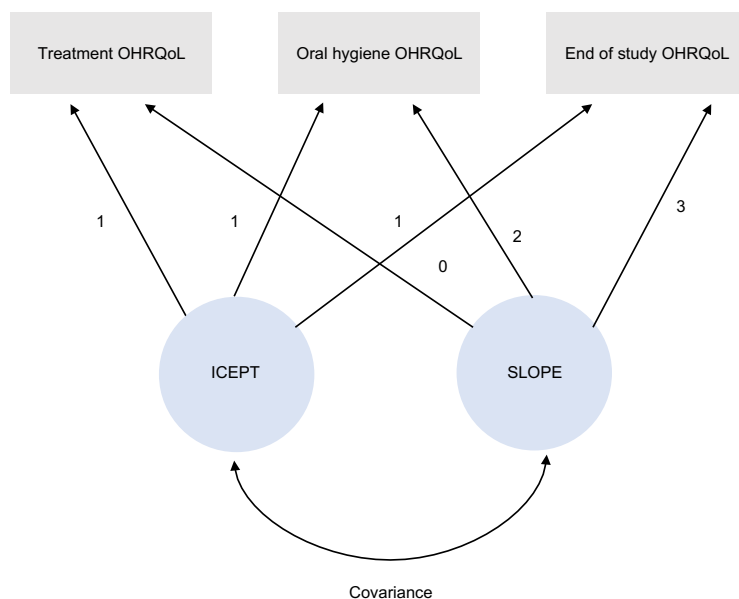 Treatment OHRQoL
Oral hygiene OHRQoL
End of study OHRQoL
1
1
1
2
3
0
ICEPT
SLOPE
Covariance